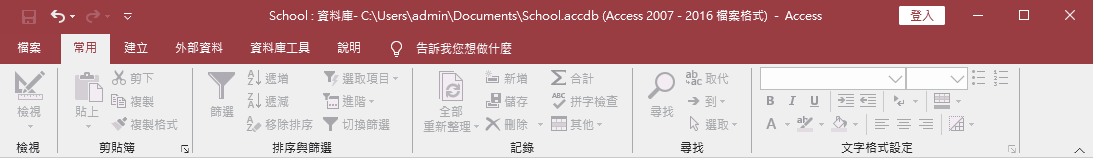 School : 資料庫- C:\Users\admin\Documents\School.accdb (Access 2007 - 2016 檔案格式) - Access
登入
檔案 常用 建立 外部資料 資料庫工具 說明 告訴我您想做什麼
檢視
貼上
剪下
複製
複製格式
篩選
遞增
遞減
移除排序
選取項目
進階
切換篩選
全部
重新整理
新增
儲存
刪除
合計
拼字檢查
其他
尋找
取代
到
選取
B I U
A
檢視 剪貼簿 排序與篩選 記錄 尋找 文字格式設定